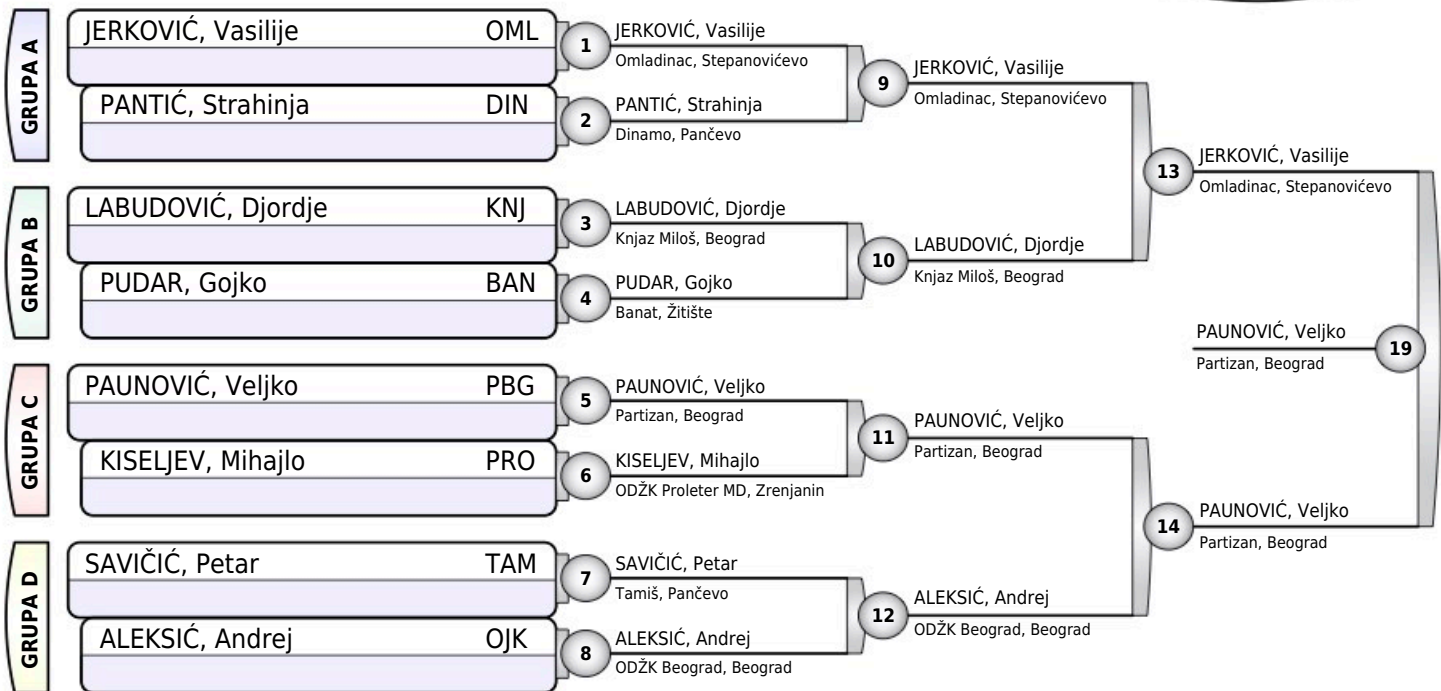 GRUPA A
JERKOVIĆ, Vasilije OML
PANTIĆ, Strahinja DIN
GRUPA B
LABUDOVIĆ, Djordje KNJ
PUDAR, Gojko BAN
GRUPA C
PAUNOVIĆ, Veljko PBG
KISELJEV, Mihajlo PRO
GRUPA D
SAVIČIĆ, Petar TAM
ALEKSIĆ, Andrej OJK
1
JERKOVIĆ, Vasilije
Omladinac, Stepanovićevo
2
PANTIĆ, Strahinja
Dinamo, Pančevo
3
LABUDOVIĆ, Djordje
Knjaz Miloš, Beograd
4
PUDAR, Gojko
Banat, Žitište
5
PAUNOVIĆ, Veljko
Partizan, Beograd
6
KISELJEV, Mihajlo
ODŽK Proleter MD, Zrenjanin
7
SAVIČIĆ, Petar
Tamiš, Pančevo
8
ALEKSIĆ, Andrej
ODŽK Beograd, Beograd
9
JERKOVIĆ, Vasilije
Omladinac, Stepanovićevo
10
LABUDOVIĆ, Djordje
Knjaz Miloš, Beograd
11
PAUNOVIĆ, Veljko
Partizan, Beograd
12
ALEKSIĆ, Andrej
ODŽK Beograd, Beograd
13
JERKOVIĆ, Vasilije
Omladinac, Stepanovićevo
14
PAUNOVIĆ, Veljko
Partizan, Beograd
PAUNOVIĆ, Veljko
Partizan, Beograd
19